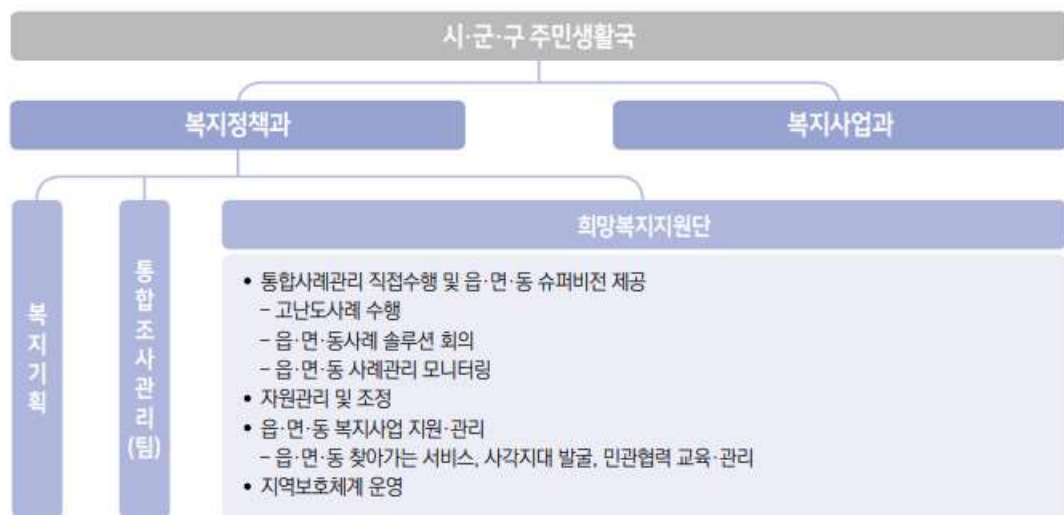 시·군·구 주민생활국
복지정책과
복지사업과
복지기획
통합조사관리(팀)
희망복지지원단
• 통합사례관리 직접수행 및 읍·면·동 슈퍼비전 제공
– 고난도사례 수행
– 읍·면·동사례 솔루션 회의
– 읍·면·동 사례관리 모니터링
• 자원관리 및 조정
• 읍·면·동 복지사업 지원·관리
– 읍·면·동 찾아가는 서비스, 사각지대 발굴, 민관협력 교육·관리
• 지역보호체계 운영